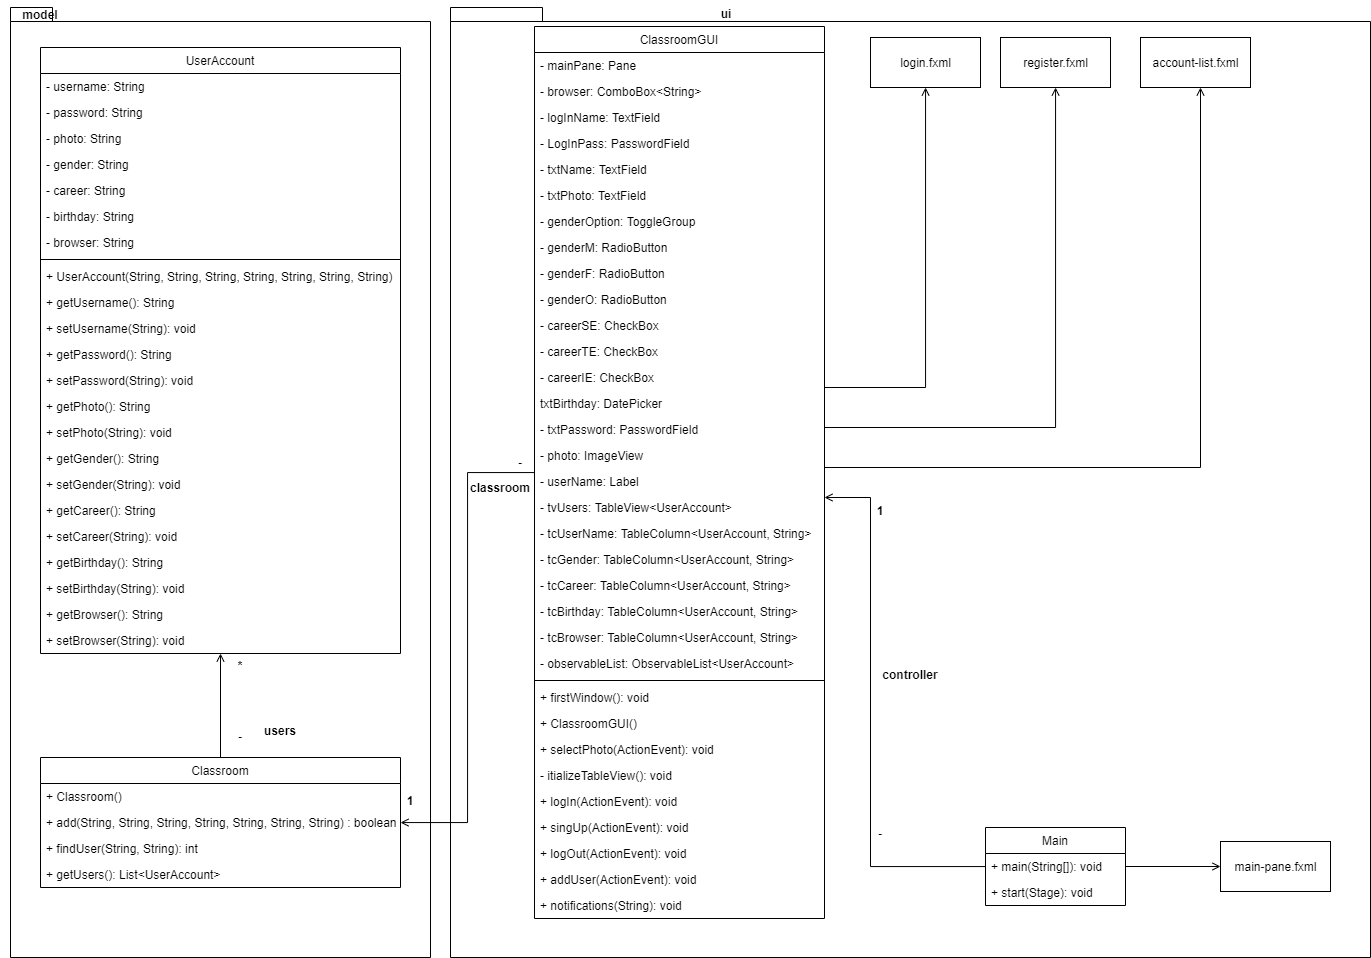 model
UserAccount
- username: String
- password: String
- photo: String
- gender: String
- career: String
- birthday: String
- browser: String
+ UserAccount(String, String, String, String, String, String, String)
+ getUsername(): String
+ setUsername(String): void
+ getPassword(): String
+ setPassword(String): void
+ getPhoto(): String
+ setPhoto(String): void
+ getGender(): String
+ setGender(String): void
+ getCareer(): String
+ setCareer(String): void
+ getBirthday(): String
+ setBirthday(String): void
+ getBrowser(): String
+ setBrowser(String): void
*
-
users
Classroom
+ Classroom()
+ add(String, String, String, String, String, String, String) : boolean
+ findUser(String, String): int
+ getUsers(): List<UserAccount>
1
-
classroom
ui
ClassroomGUI
- mainPane: Pane
- browser: ComboBox<String>
- logInName: TextField
- LogInPass: PasswordField
- txtName: TextField
- txtPhoto: TextField
- genderOption: ToggleGroup
- genderM: RadioButton
- genderF: RadioButton
- genderO: RadioButton
- careerSE: CheckBox
- careerTE: CheckBox
- careerIE: CheckBox
txtBirthday: DatePicker
- txtPassword: PasswordField
- photo: ImageView
- userName: Label
- tvUsers: TableView<UserAccount>
- tcUserName: TableColumn<UserAccount, String>
- tcGender: TableColumn<UserAccount, String>
- tcCareer: TableColumn<UserAccount, String>
- tcBirthday: TableColumn<UserAccount, String>
- tcBrowser: TableColumn<UserAccount, String>
- observableList: ObservableList<UserAccount>
+ firstWindow(): void
+ ClassroomGUI()
+ selectPhoto(ActionEvent): void
- itializeTableView(): void
+ logIn(ActionEvent): void
+ singUp(ActionEvent): void
+ logOut(ActionEvent): void
+ addUser(ActionEvent): void
+ notifications(String): void
login.fxml
register.fxml
account-list.fxml
1
controller
-
Main
+ main(String[]): void
+ start(Stage): void
main-pane.fxml